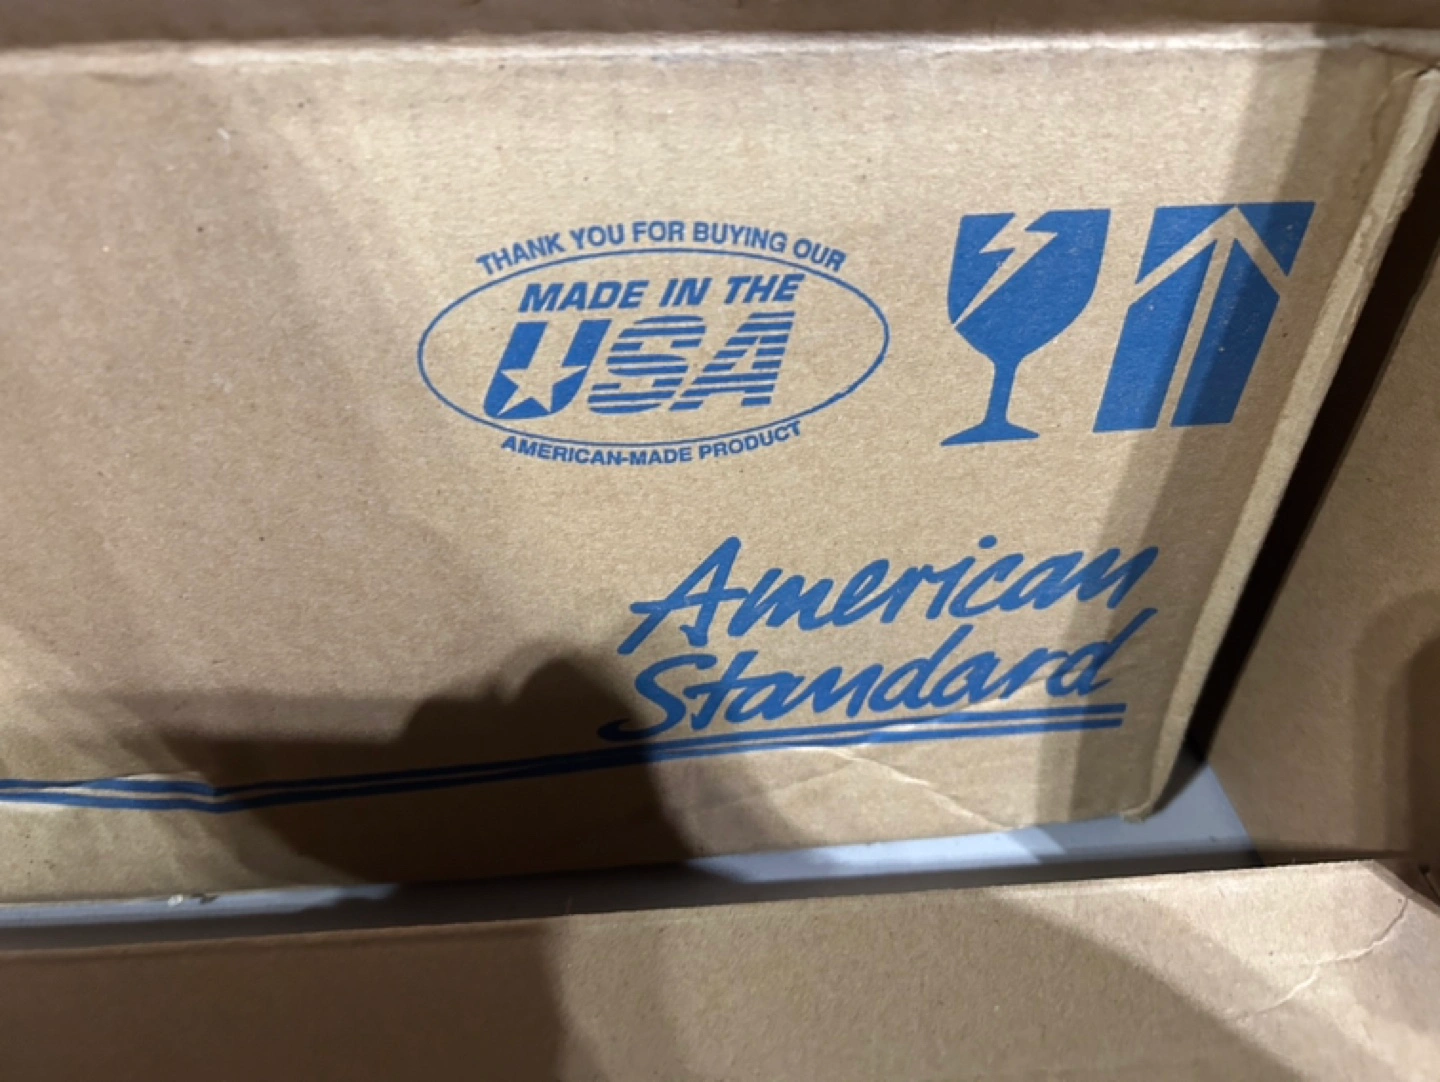 THANK YOU FOR BUYING OUR
MADE IN THE
USA
AMERICAN-MADE PRODUCT
American
Standard